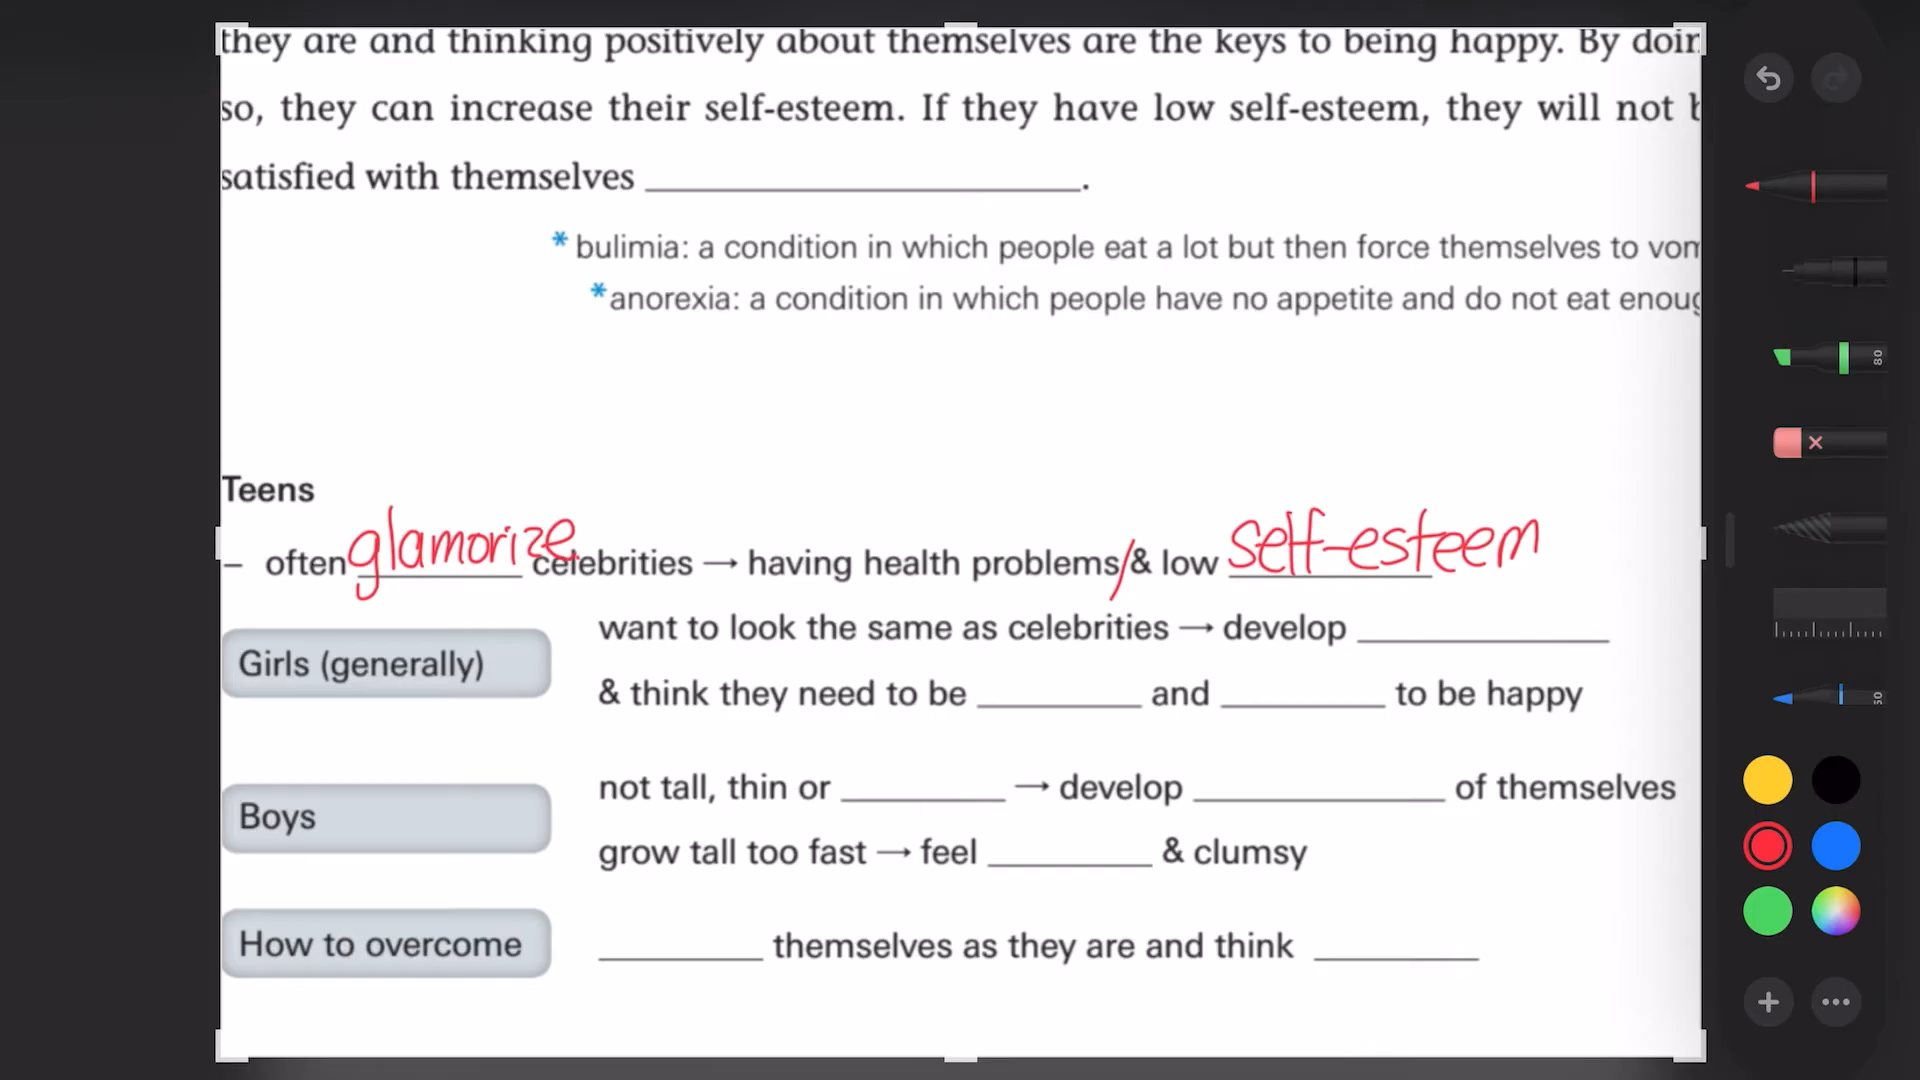 they are and thinking positively about themselves are the keys to being happy. By doin
so, they can increase their self-esteem. If they have low self-esteem, they will not b
satisfied with themselves ____________________.
* bulimia: a condition in which people eat a lot but then force themselves to vom
*anorexia: a condition in which people have no appetite and do not eat enoug
Teens
– often glamorize celebrities → having health problems / & low self-esteem
Girls (generally)
want to look the same as celebrities → develop ____________
& think they need to be ________ and ________ to be happy
Boys
not tall, thin or ________ → develop ____________ of themselves
grow tall too fast → feel ________ & clumsy
How to overcome
________ themselves as they are and think ________
80
50